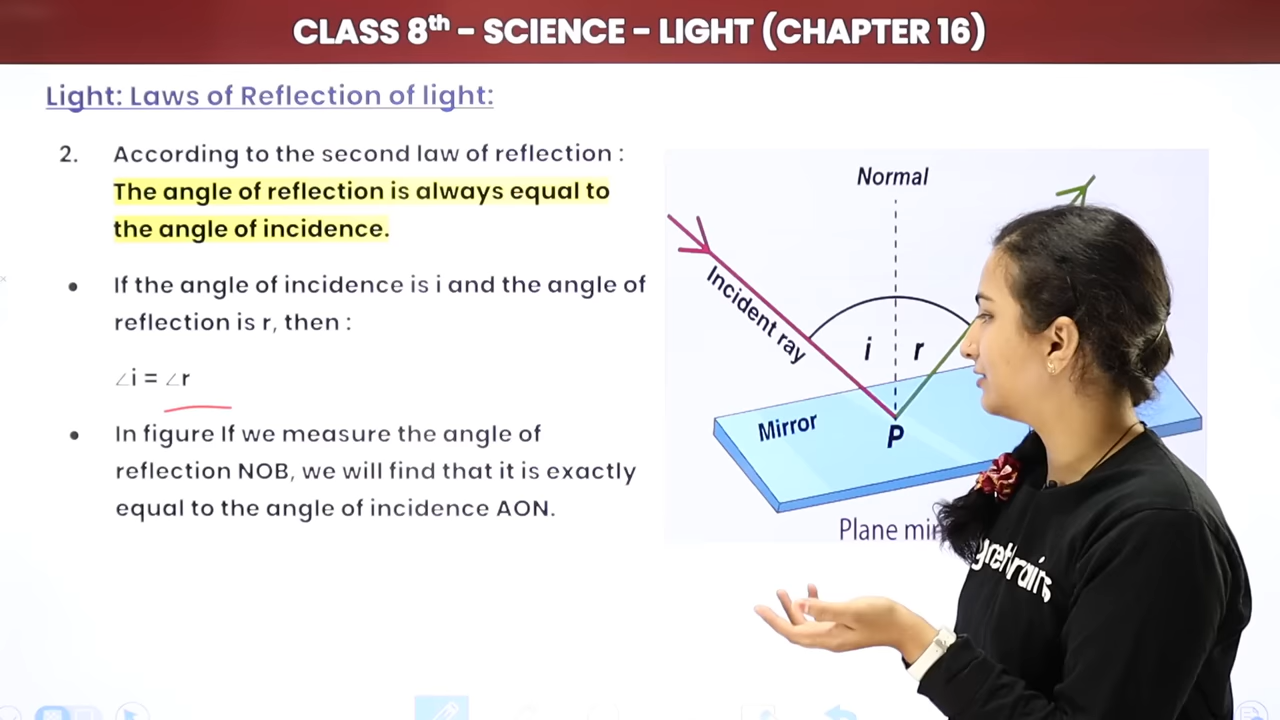 CLASS 8th – SCIENCE – LIGHT (CHAPTER 16)
Light: Laws of Reflection of light:
2. According to the second law of reflection :
The angle of reflection is always equal to
the angle of incidence.
• If the angle of incidence is i and the angle of
reflection is r, then :
∠i = ∠r
• In figure If we measure the angle of
reflection NOB, we will find that it is exactly
equal to the angle of incidence AON.
Normal
Incident ray
i r
Mirror
P
Plane